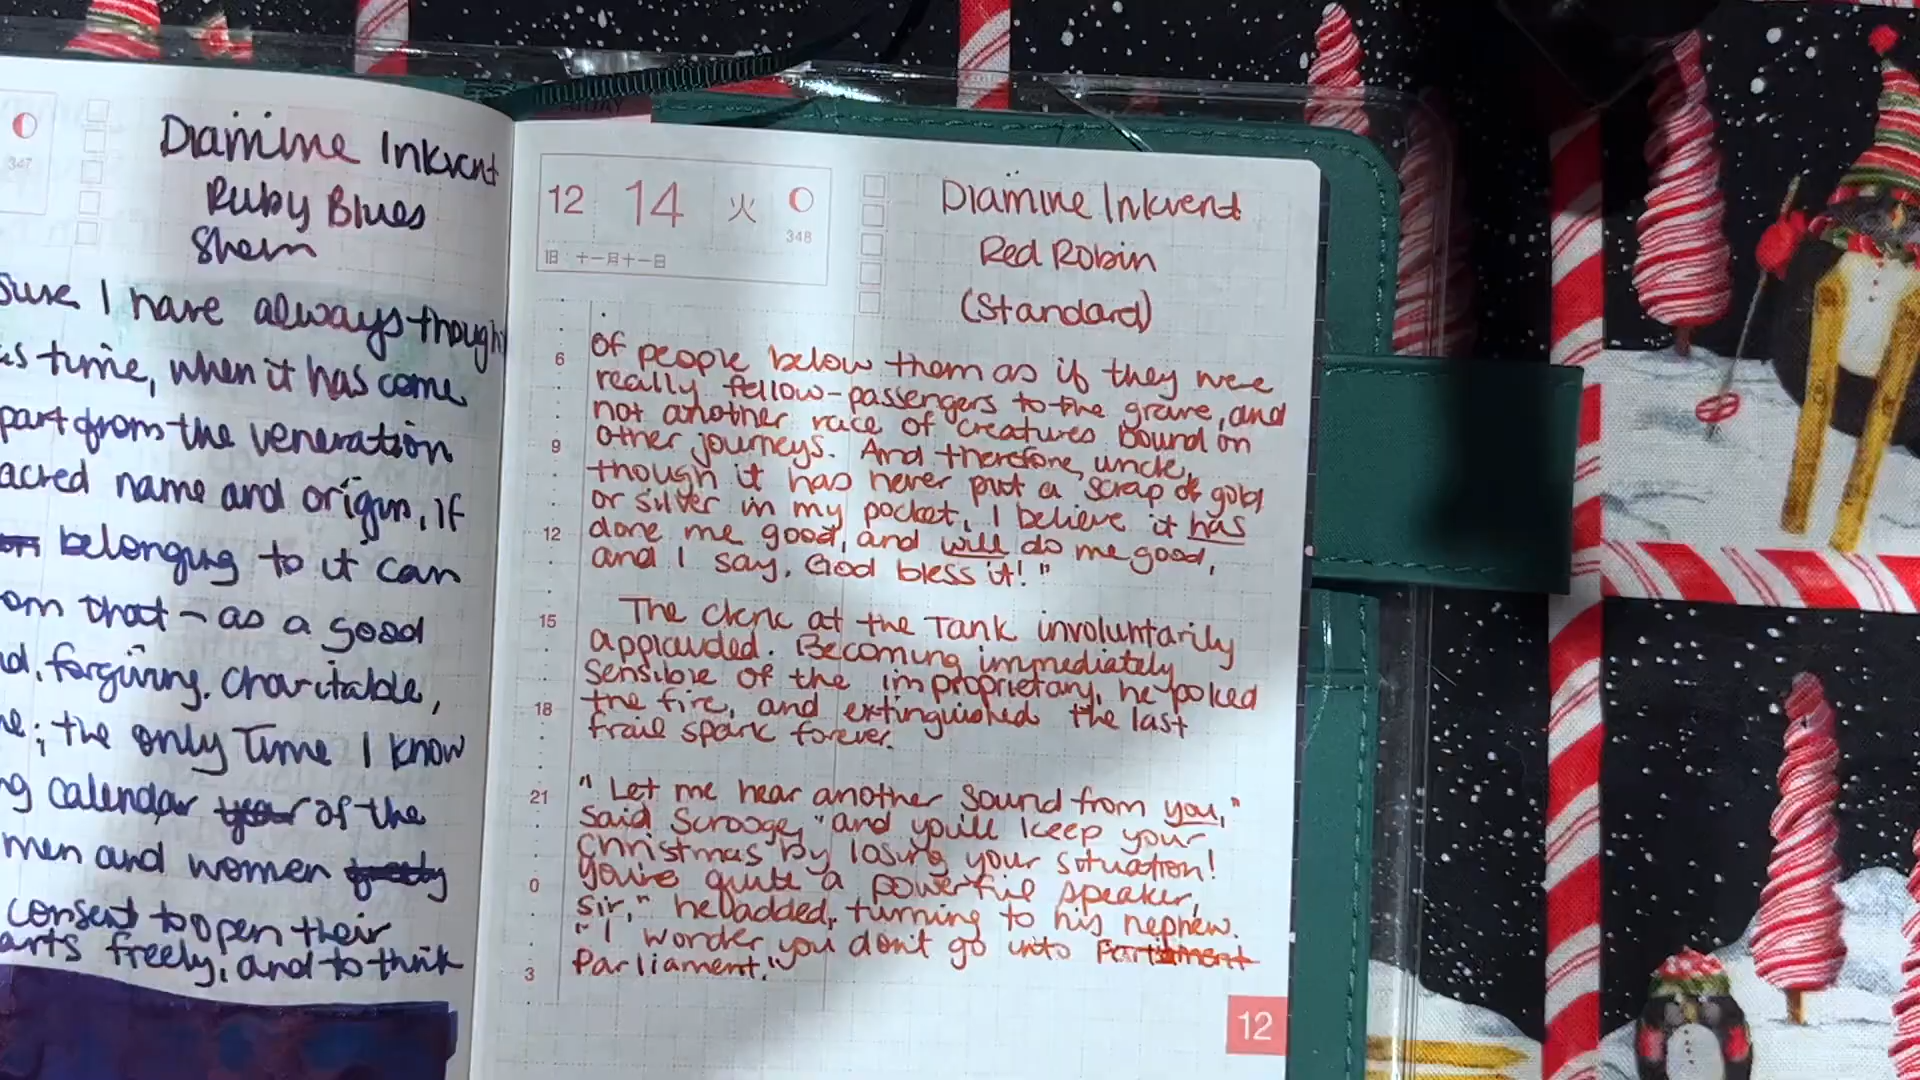 347
Diamine Inkvent
Ruby Blues
Sheen
Sure I have always though
as time, when it has come
part from the veneration
acred name and origin, if
belonging to it can
om that - as a good
nd, forgiving, charitable,
me; the only Time I know
ng calendar year of the
men and women freely
consent to open their
arts freely, and to think
12 14 火
348
旧 十一月十一日
Diamine Inkvent
Red Robin
(Standard)
6 of people below them as if they were
really fellow-passengers to the grave, and
not another race of creatures bound on
9 other journeys. And therefore, uncle,
though it has never put a scrap of gold
or silver in my pocket, I believe it has
12 done me good, and will do me good,
and I say, God bless it!"
15 The clerk at the Tank involuntarily
applauded. Becoming immediately
sensible of the improprietary, he poked
18 the fire, and extinguished the last
frail spark forever.
21 "Let me hear another sound from you,"
said Scrooge, "and you'll keep your
Christmas by losing your situation!
0 You're quite a powerful speaker,
sir," he added, turning to his nephew.
"I wonder you don't go into
3 Parliament."
12